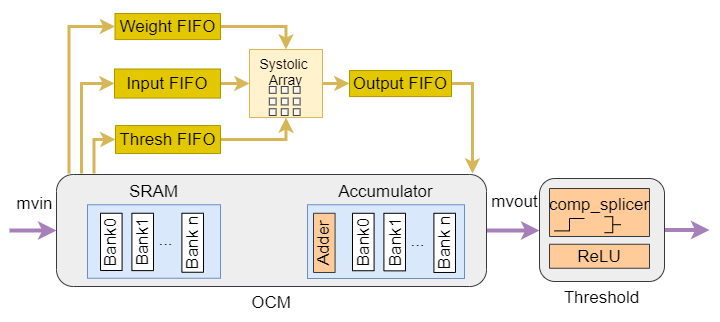 Weight FIFO
Input FIFO
Thresh FIFO
Systolic
Array
Output FIFO
mvin
SRAM
Bank0
Bank1
...
Bank n
Accumulator
Adder
Bank0
Bank1
...
Bank n
OCM
mvout
comp_splicer
ReLU
Threshold